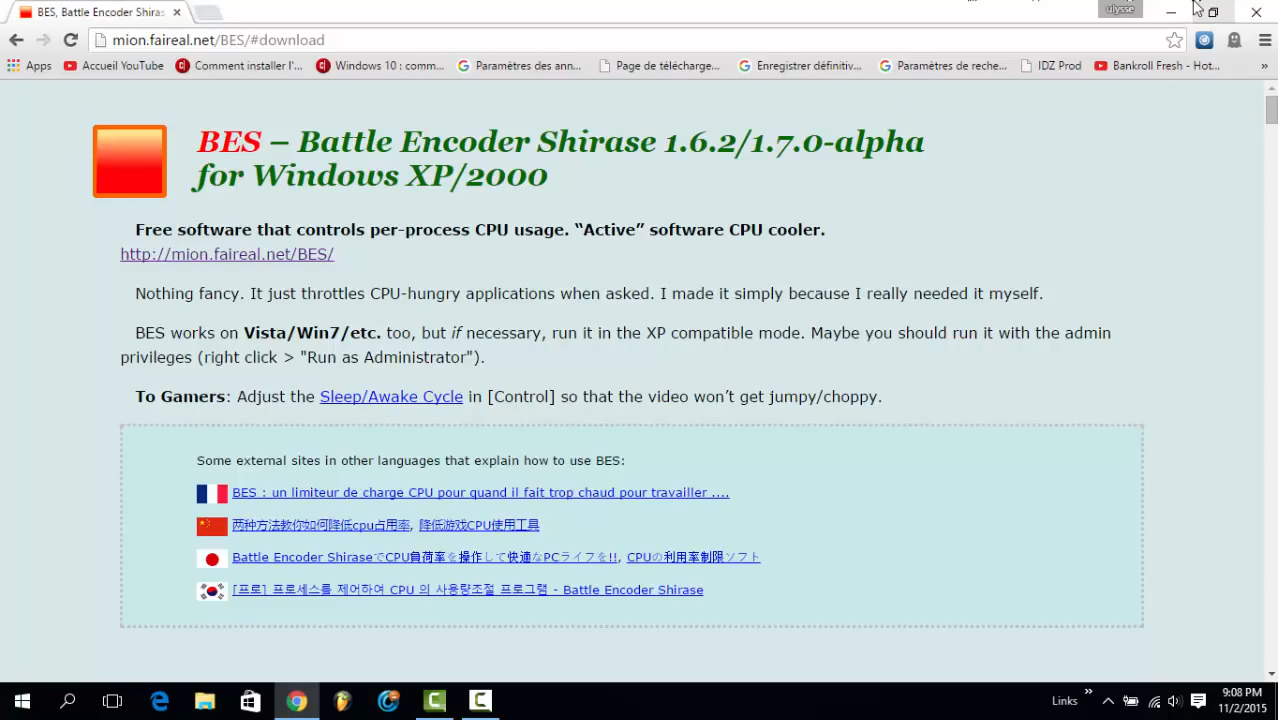 BES, Battle Encoder Shiras
ulysse
mion.faireal.net/BES/#download
Apps Accueil YouTube Comment installer l'... Windows 10 : comm... Paramètres des ann... Page de télécharge... Enregistrer définitiv... Paramètres de reche... IDZ Prod Bankroll Fresh - Hot... »
BES – Battle Encoder Shirase 1.6.2/1.7.0-alpha
for Windows XP/2000
Free software that controls per-process CPU usage. “Active” software CPU cooler.
http://mion.faireal.net/BES/
Nothing fancy. It just throttles CPU-hungry applications when asked. I made it simply because I really needed it myself.
BES works on Vista/Win7/etc. too, but if necessary, run it in the XP compatible mode. Maybe you should run it with the admin
privileges (right click > "Run as Administrator").
To Gamers: Adjust the Sleep/Awake Cycle in [Control] so that the video won’t get jumpy/choppy.
Some external sites in other languages that explain how to use BES:
BES : un limiteur de charge CPU pour quand il fait trop chaud pour travailler ....
两种方法教你如何降低cpu占用率, 降低游戏CPU使用工具
Battle Encoder ShiraseでCPU負荷率を操作して快適なPCライフを!!, CPUの利用率制限ソフト
[프로] 프로세스를 제어하여 CPU 의 사용량조절 프로그램 - Battle Encoder Shirase
Links »
9:08 PM
11/2/2015